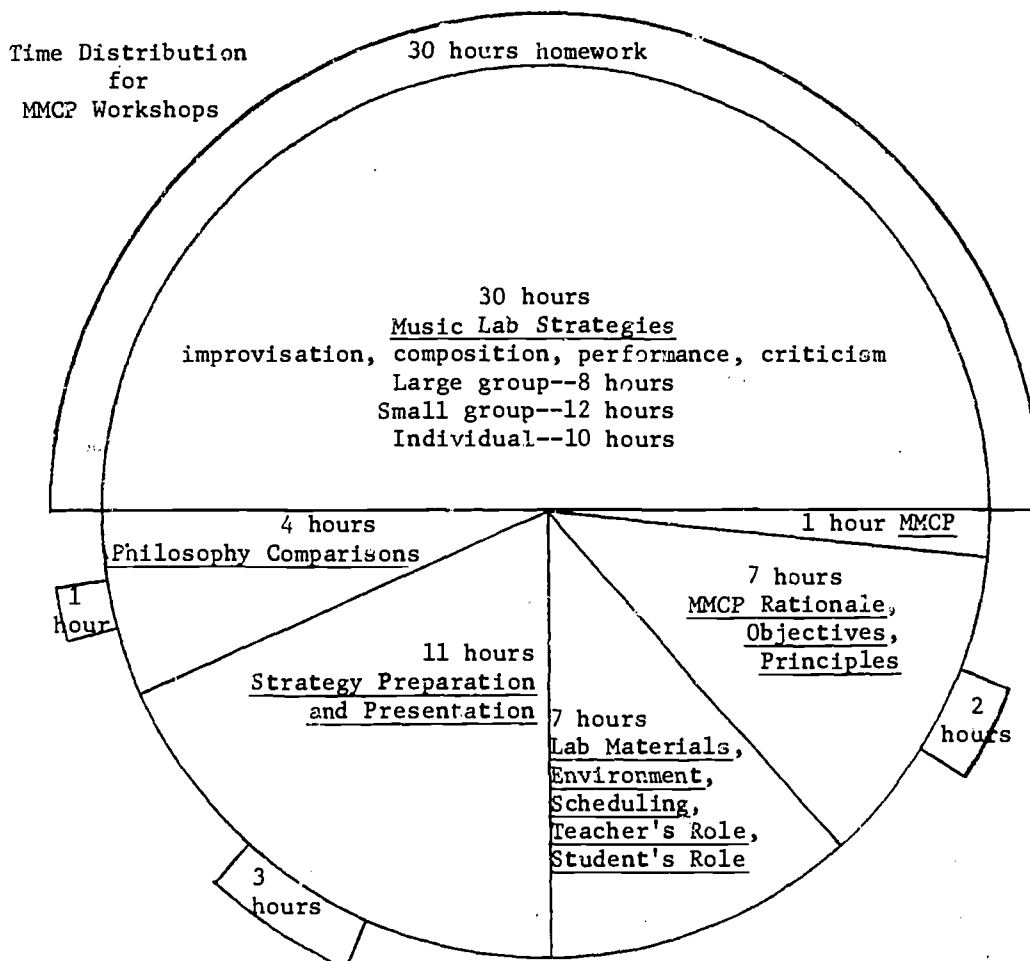 Time Distribution
for
MMCP Workshops
30 hours homework
30 hours
Music Lab Strategies
improvisation, composition, performance, criticism
Large group--8 hours
Small group--12 hours
Individual--10 hours
4 hours
Philosophy Comparisons
1 hour MMCP
7 hours
MMCP Rationale,
Objectives,
Principles
1
hour
11 hours
Strategy Preparation
and Presentation
7 hours
Lab Materials,
Environment,
Scheduling,
Teacher's Role,
Student's Role
2
hours
3
hours